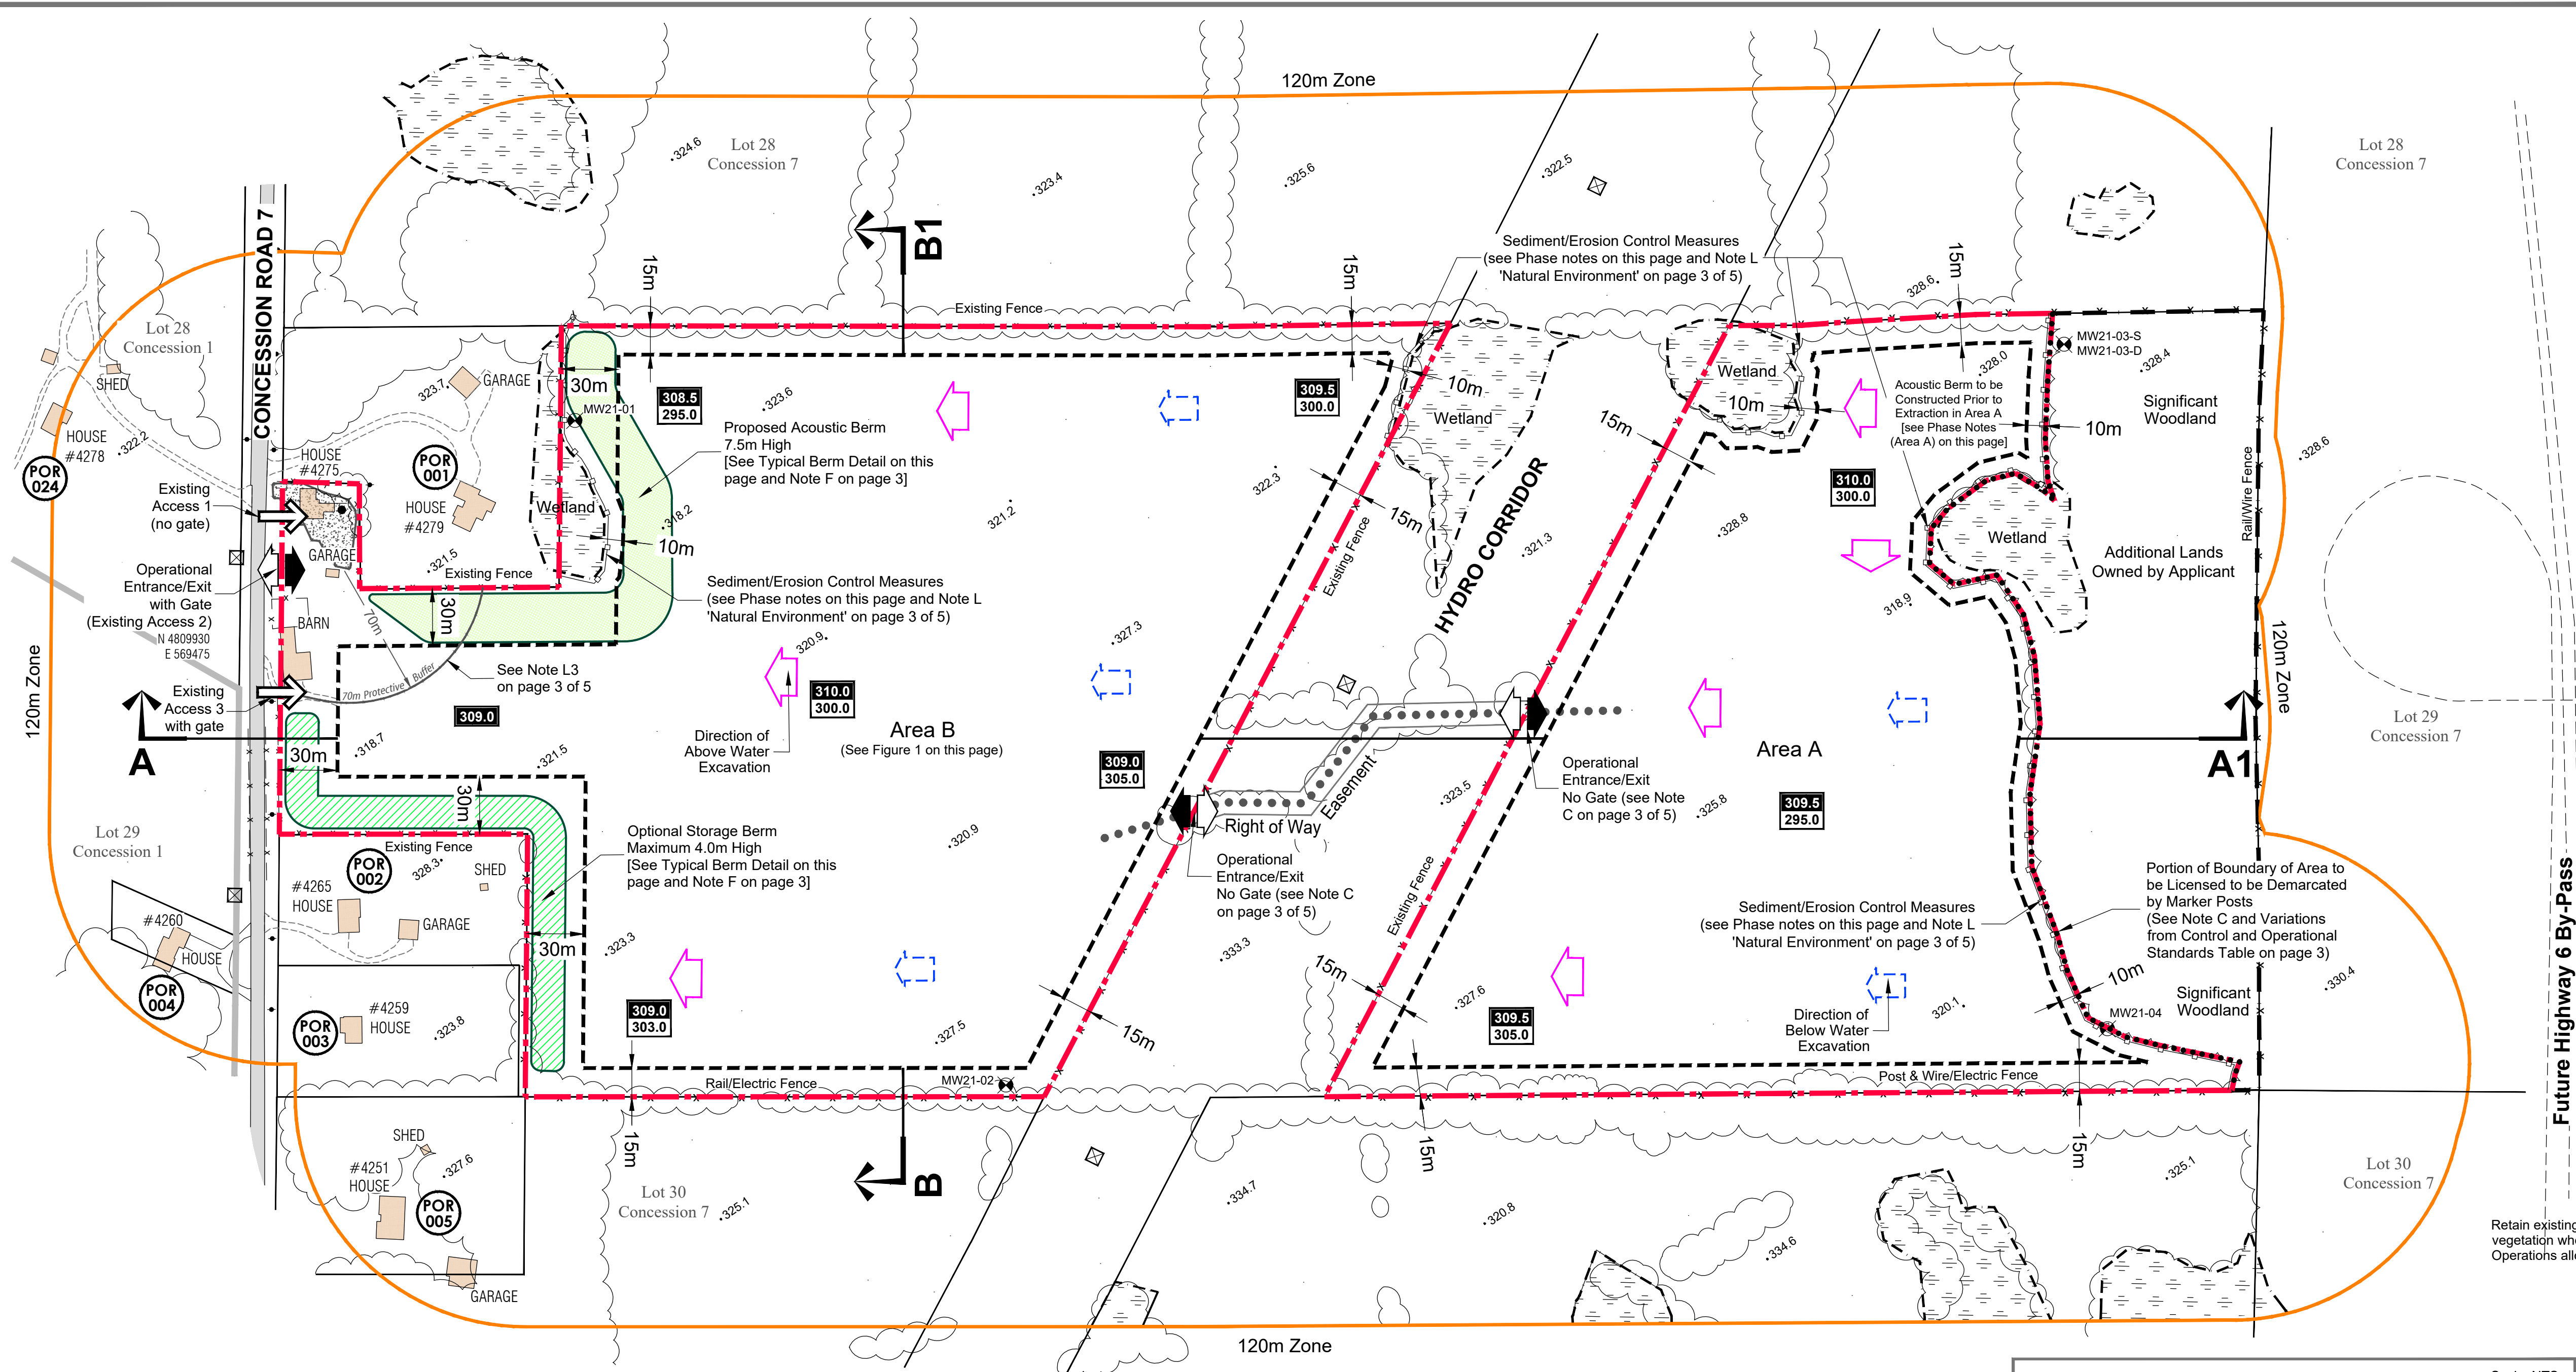 120m Zone
Lot 28
Concession 7
324.6
323.4
325.6
322.5
Lot 28
Concession 7
CONCESSION ROAD 7
B1
15m
15m
15m
Existing Fence
Sediment/Erosion Control Measures
(see Phase notes on this page and Note L
'Natural Environment' on page 3 of 5)
328.6
Lot 28
Concession 1
SHED
HOUSE
#4278
322.2
POR
024
323.7
GARAGE
HOUSE
#4275
POR
001
HOUSE
#4279
321.5
Existing Fence
Wetland
30m
MW21-01
308.5
295.0
323.6
Proposed Acoustic Berm
7.5m High
[See Typical Berm Detail on this
page and Note F on page 3]
318.2
10m
Sediment/Erosion Control Measures
(see Phase notes on this page and Note L
'Natural Environment' on page 3 of 5)
321.2
309.5
300.0
10m
Wetland
322.3
15m
Existing Fence
HYDRO CORRIDOR
321.3
15m
Wetland
10m
Acoustic Berm to be
Constructed Prior to
Extraction in Area A
[see Phase Notes
(Area A) on this page]
328.0
MW21-03-S
MW21-03-D
328.4
10m
Significant
Woodland
310.0
300.0
328.8
318.9
Wetland
Additional Lands
Owned by Applicant
Rail/Wire Fence
328.6
120m Zone
Existing
Access 1
(no gate)
Operational
Entrance/Exit
with Gate
(Existing Access 2)
N 4809930
E 569475
Existing
Access 3
with gate
GARAGE
BARN
70m
70m Protective Buffer
30m
See Note L3
on page 3 of 5
309.0
120m Zone
A
30m
318.7
321.5
30m
320.9
327.3
310.0
300.0
Direction of
Above Water
Excavation
Area B
(See Figure 1 on this page)
309.0
305.0
320.9
Right of Way
Easement
Operational
Entrance/Exit
No Gate (see Note C
on page 3 of 5)
323.5
Operational
Entrance/Exit
No Gate (see Note
C on page 3 of 5)
Area A
325.8
309.5
295.0
A1
Lot 29
Concession 7
Lot 29
Concession 1
#4260
HOUSE
POR
004
Existing Fence
POR
002
328.3
SHED
#4265
HOUSE
GARAGE
#4259
HOUSE
POR
003
323.8
Optional Storage Berm
Maximum 4.0m High
[See Typical Berm Detail on this
page and Note F on page 3]
30m
323.3
309.0
303.0
327.5
15m
333.3
Existing Fence
15m
327.6
309.5
305.0
Sediment/Erosion Control Measures
(see Phase notes on this page and Note L
'Natural Environment' on page 3 of 5)
Direction of
Below Water
Excavation
320.1
Portion of Boundary of Area to
be Licensed to be Demarcated
by Marker Posts
(See Note C and Variations
from Control and Operational
Standards Table on page 3)
10m
MW21-04
Significant
Woodland
330.4
Future Highway 6 By-Pass
Rail/Electric Fence
MW21-02
Post & Wire/Electric Fence
15m
15m
15m
SHED
#4251
HOUSE
327.6
POR
005
GARAGE
Lot 30
Concession 7
325.1
B
334.7
320.8
334.6
325.1
Lot 30
Concession 7
Retain existing
vegetation
Operations
120m Zone